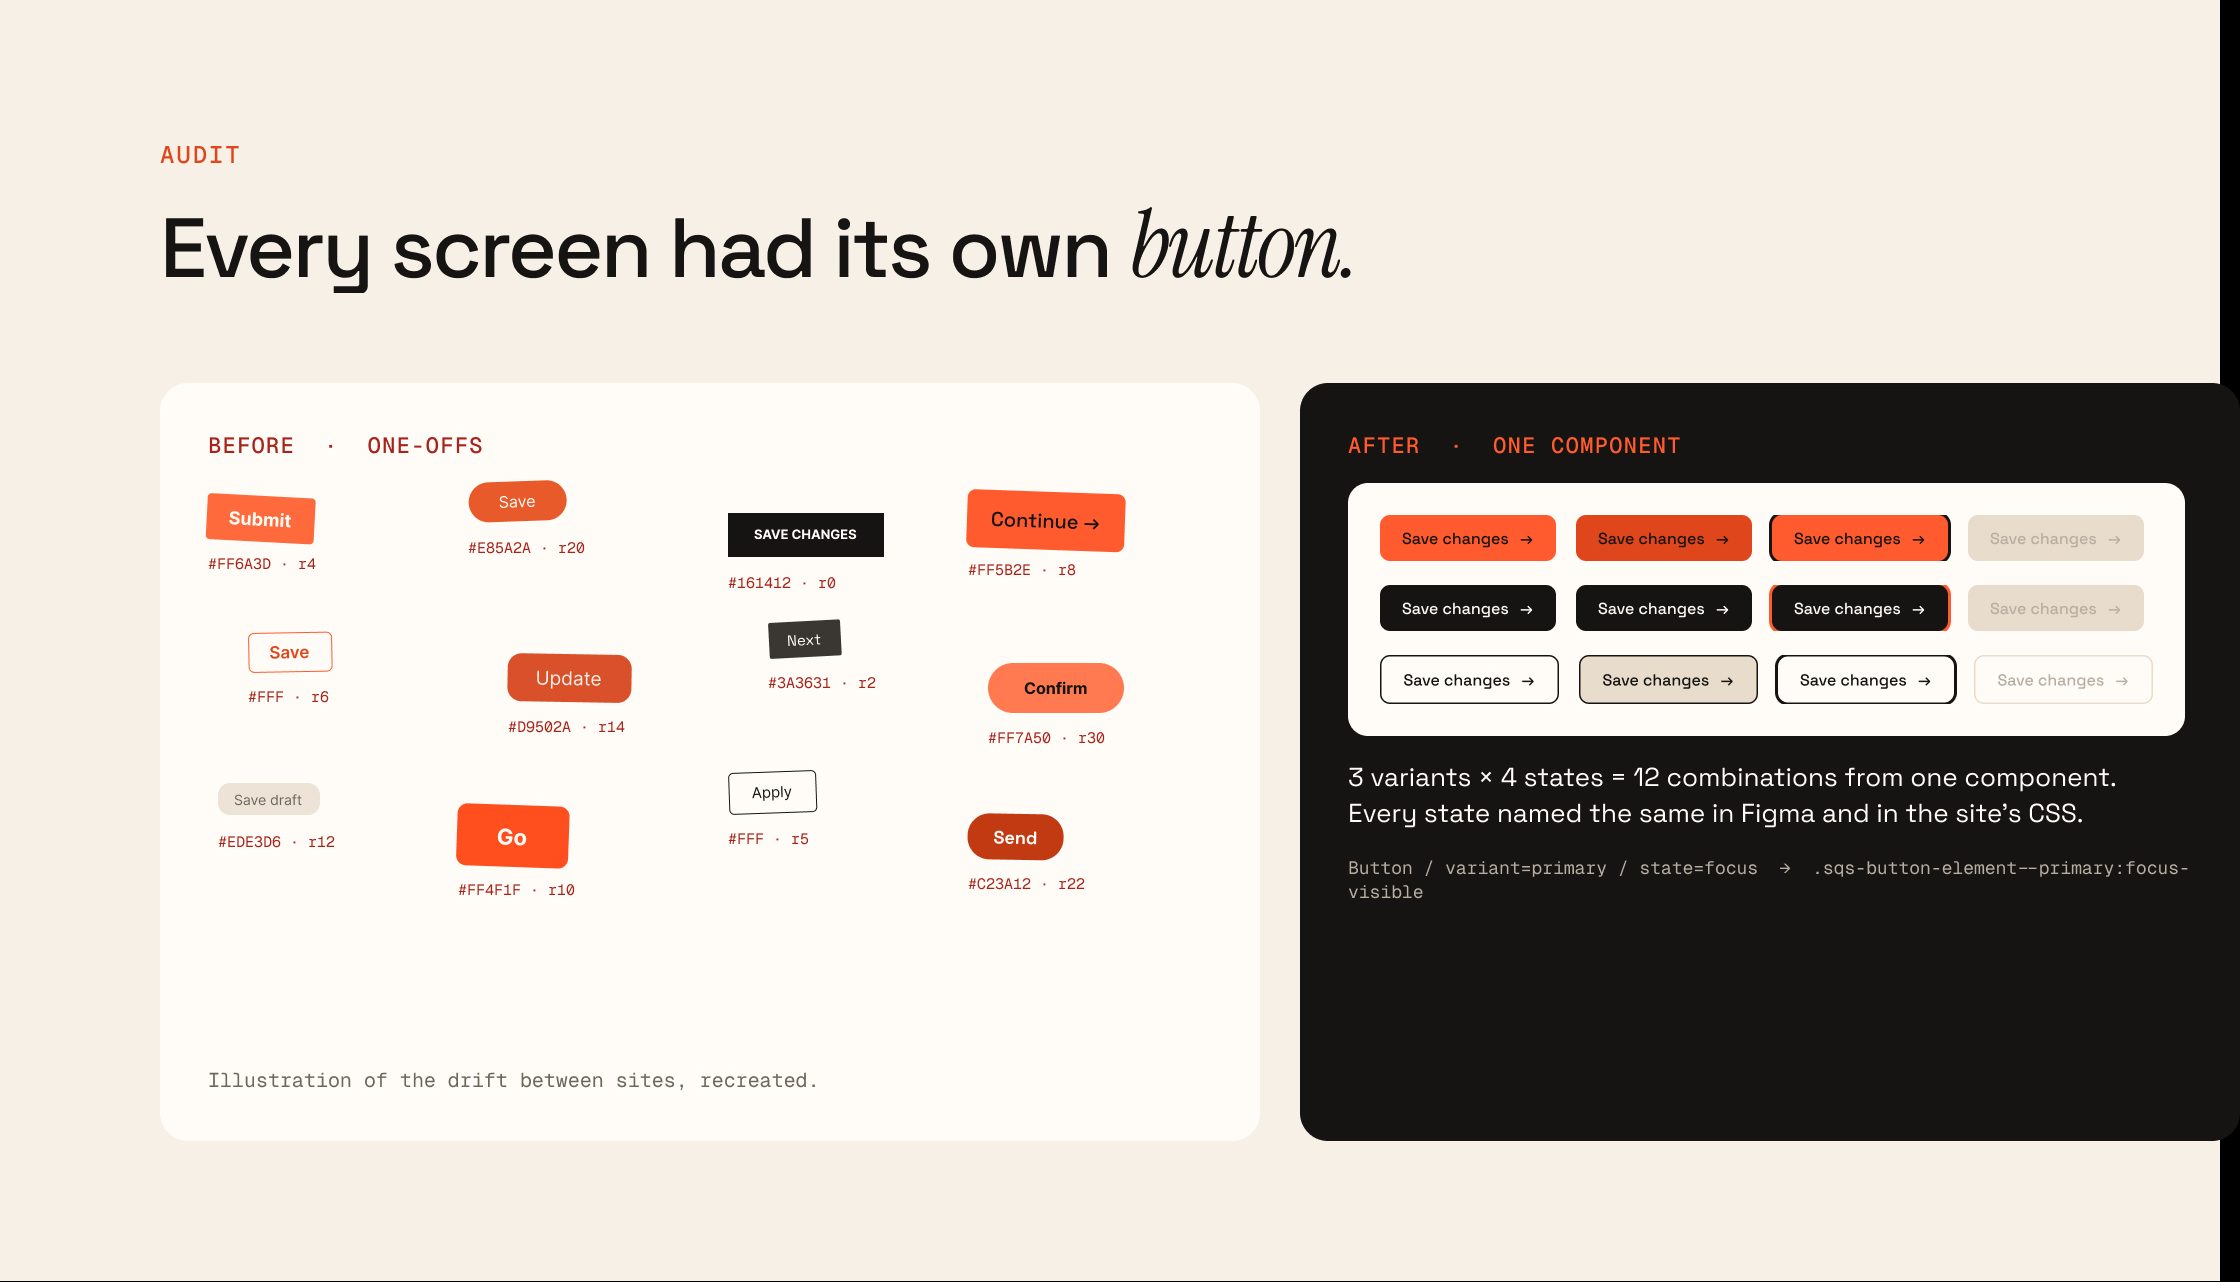 AUDIT
Every screen had its own button.
BEFORE · ONE-OFFS
Submit
#FF6A3D · r4
Save
#E85A2A · r20
SAVE CHANGES
#161412 · r0
Continue →
#FF5B2E · r8
Save
#FFF · r6
Update
#D9502A · r14
Next
#3A3631 · r2
Confirm
#FF7A50 · r30
Save draft
#EDE3D6 · r12
Go
#FF4F1F · r10
Apply
#FFF · r5
Send
#C23A12 · r22
Illustration of the drift between sites, recreated.
AFTER · ONE COMPONENT
Save changes → Save changes → Save changes → Save changes →
Save changes → Save changes → Save changes → Save changes →
Save changes → Save changes → Save changes → Save changes →
3 variants × 4 states = 12 combinations from one component.
Every state named the same in Figma and in the site’s CSS.
Button / variant=primary / state=focus → .sqs-button-element--primary:focus-
visible